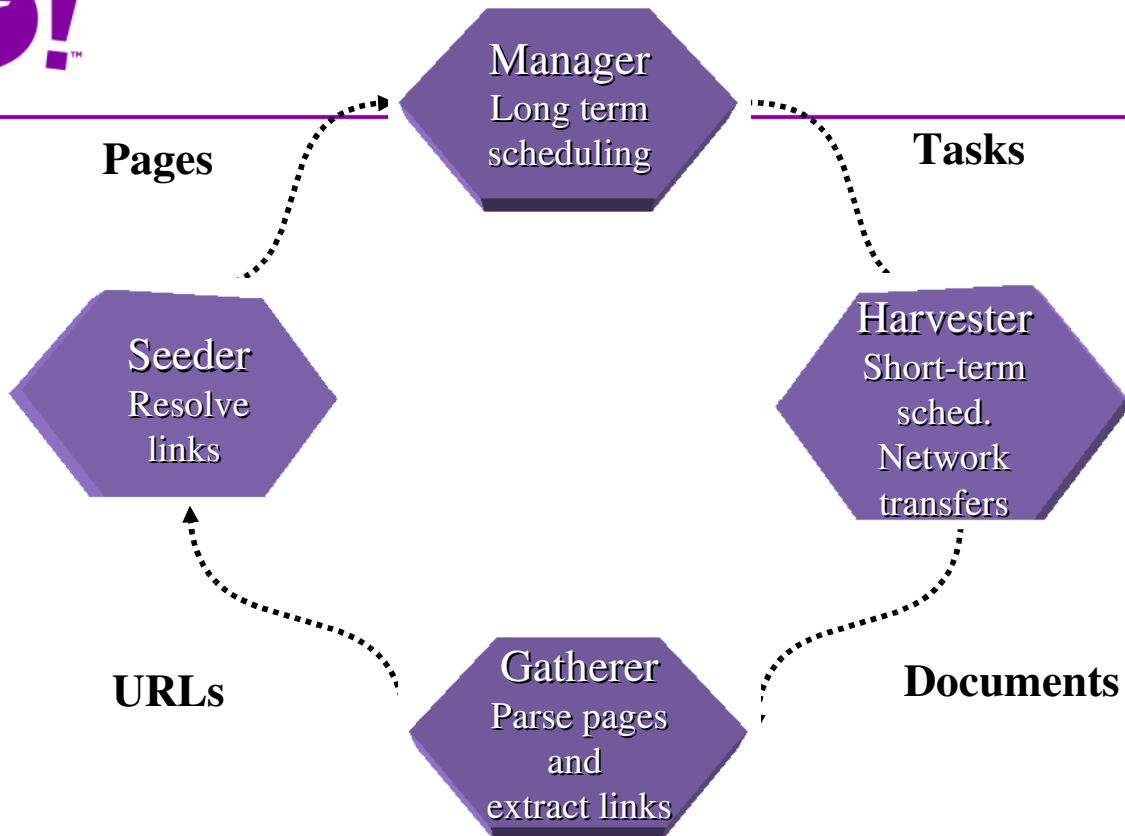 !™
Manager
Long term
scheduling
Pages
Tasks
Seeder
Resolve
links
Harvester
Short-term
sched.
Network
transfers
URLs
Documents
Gatherer
Parse pages
and
extract links